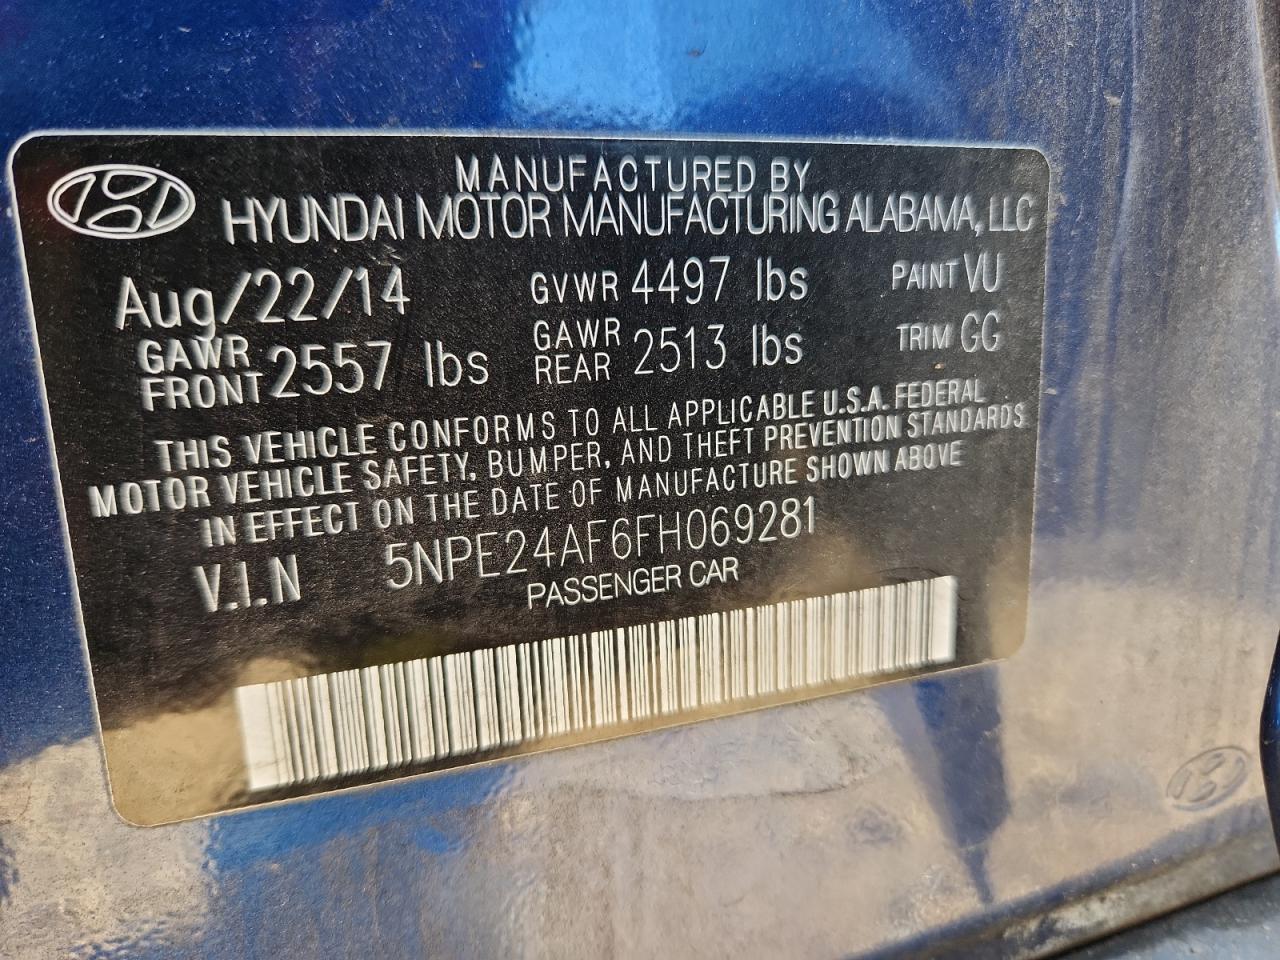 MANUFACTURED BY
HYUNDAI MOTOR MANUFACTURING ALABAMA, LLC
Aug/22/14 GVWR 4497 lbs PAINT VU
GAWR FRONT 2557 lbs GAWR REAR 2513 lbs TRIM GG
THIS VEHICLE CONFORMS TO ALL APPLICABLE U.S.A. FEDERAL
MOTOR VEHICLE SAFETY, BUMPER, AND THEFT PREVENTION STANDARDS
IN EFFECT ON THE DATE OF MANUFACTURE SHOWN ABOVE
V.I.N 5NPE24AF6FH069281
PASSENGER CAR